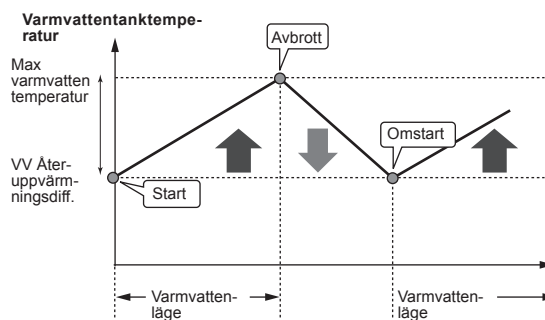 Varmvattentanktempe-
ratur
Avbrott
Max
varmvatten
temperatur
Omstart
VV Åter-
uppvärm-
ningsdiff.
Start
Varmvatten-
läge
Varmvatten-
läge